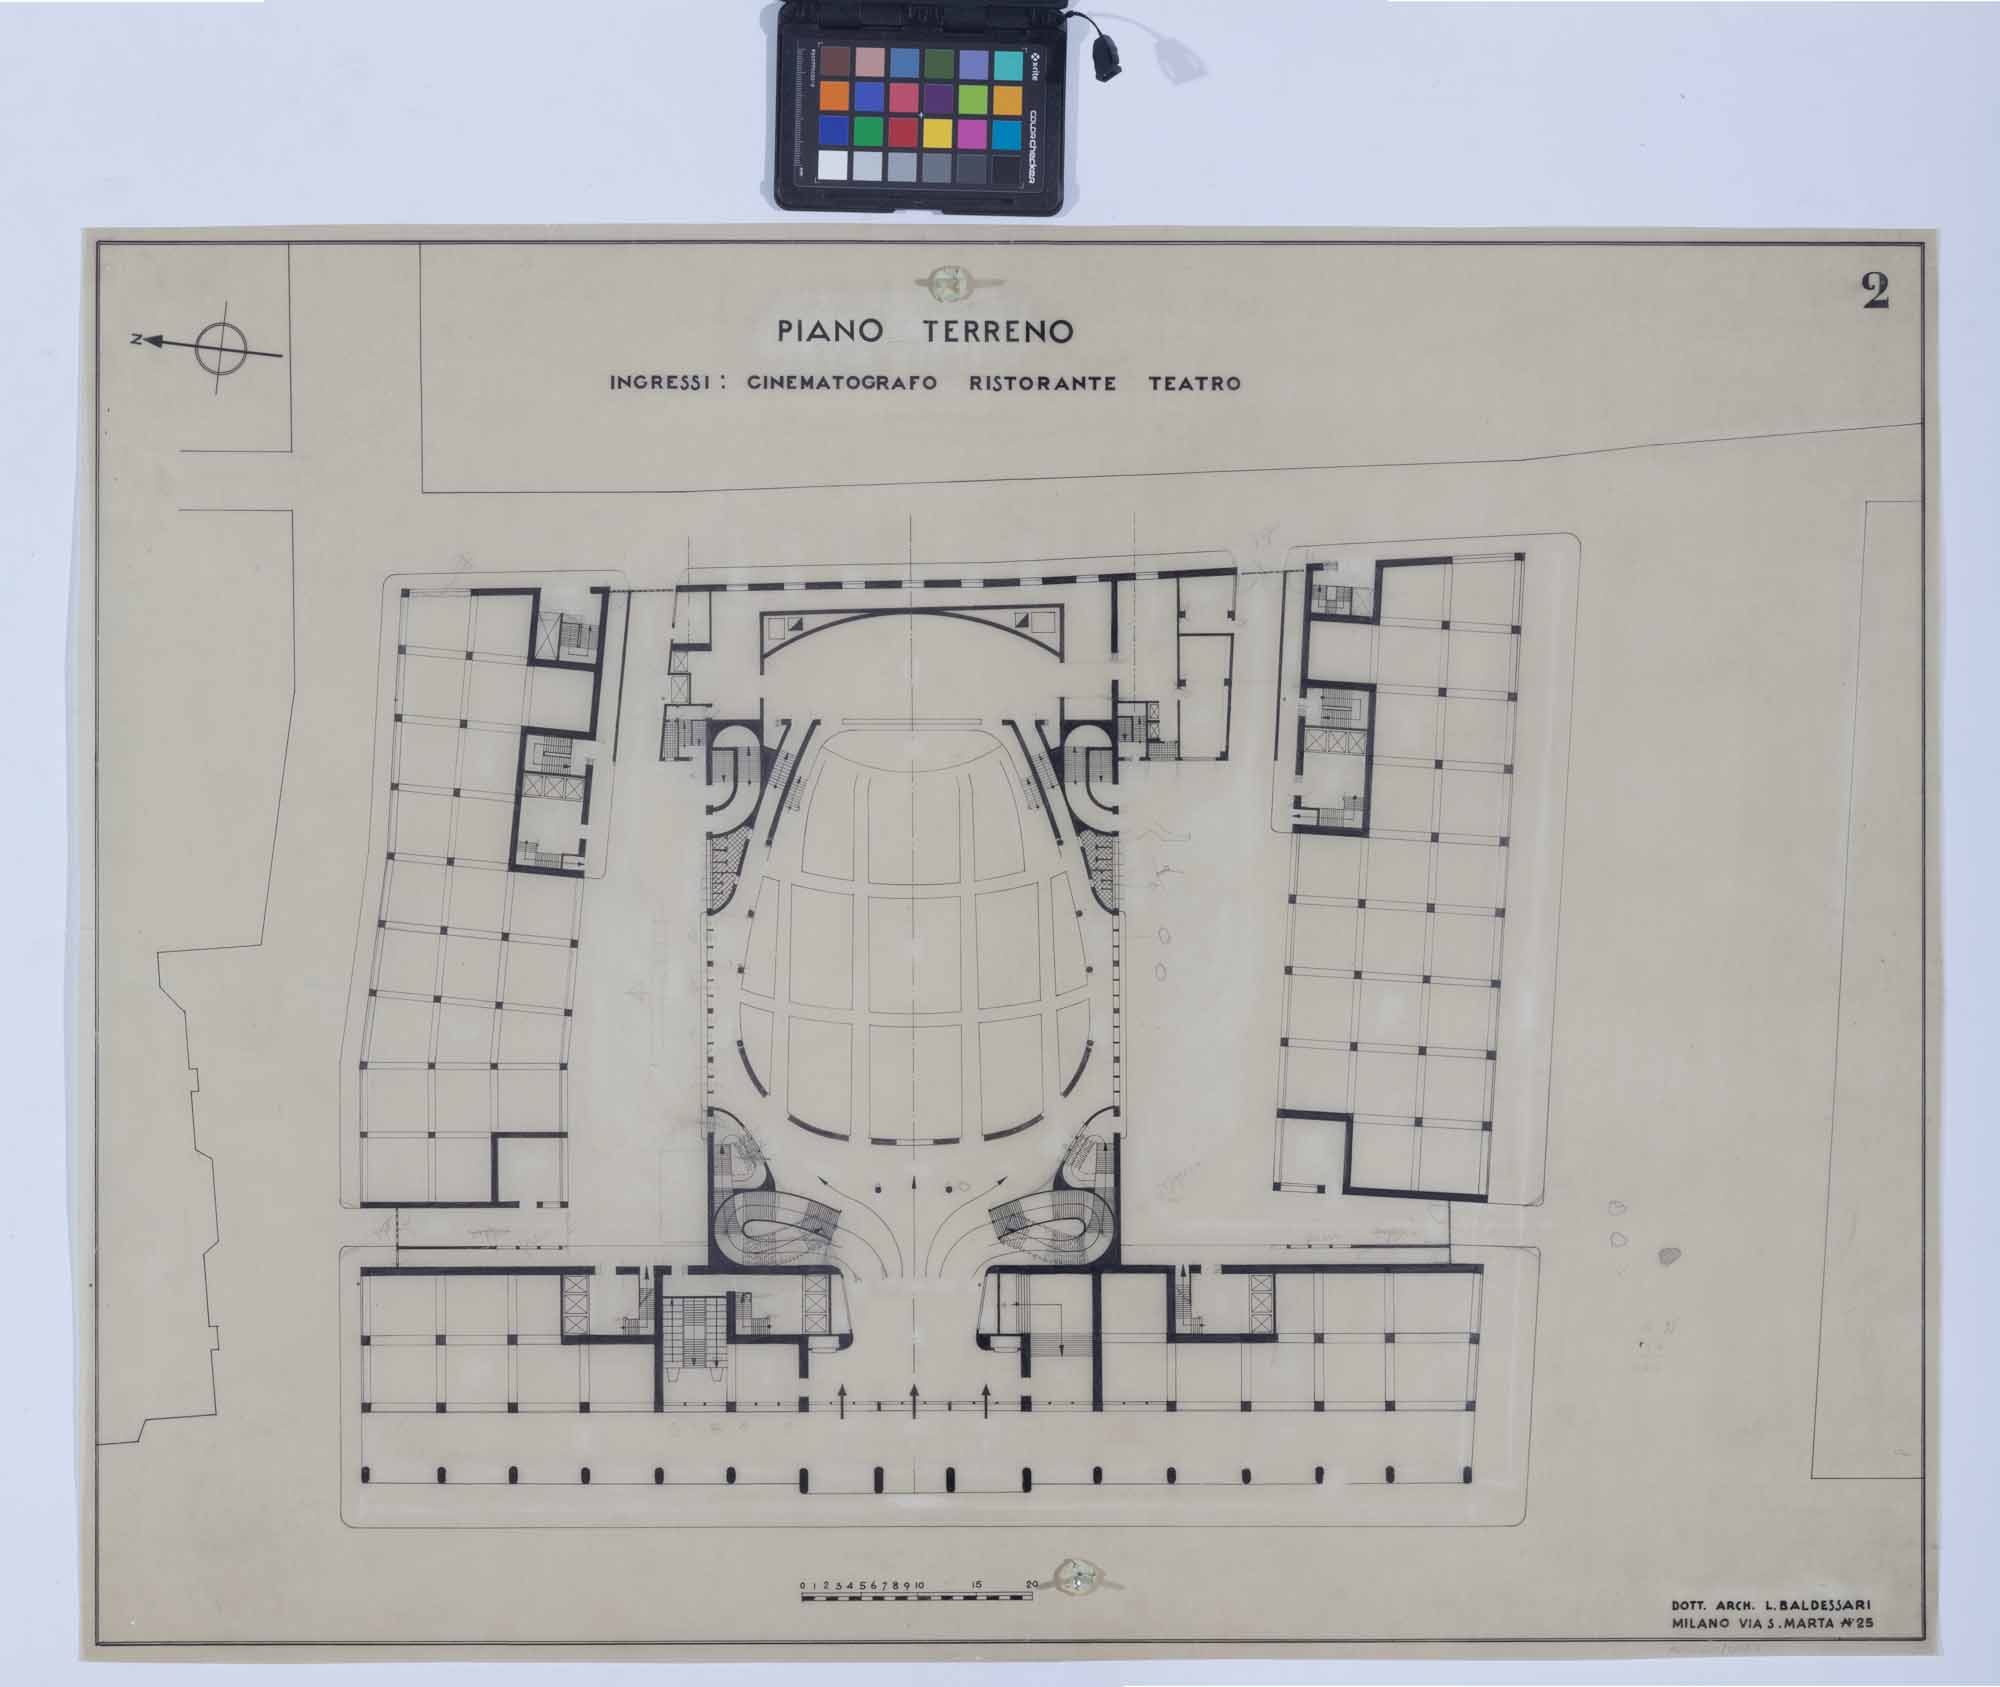 x-rite
colorchecker
2
N
PIANO TERRENO
INGRESSI : CINEMATOGRAFO RISTORANTE TEATRO
0 1 2 3 4 5 6 7 8 9 10 15 20
DOTT. ARCH. L. BALDESSARI
MILANO VIA S. MARTA N° 25